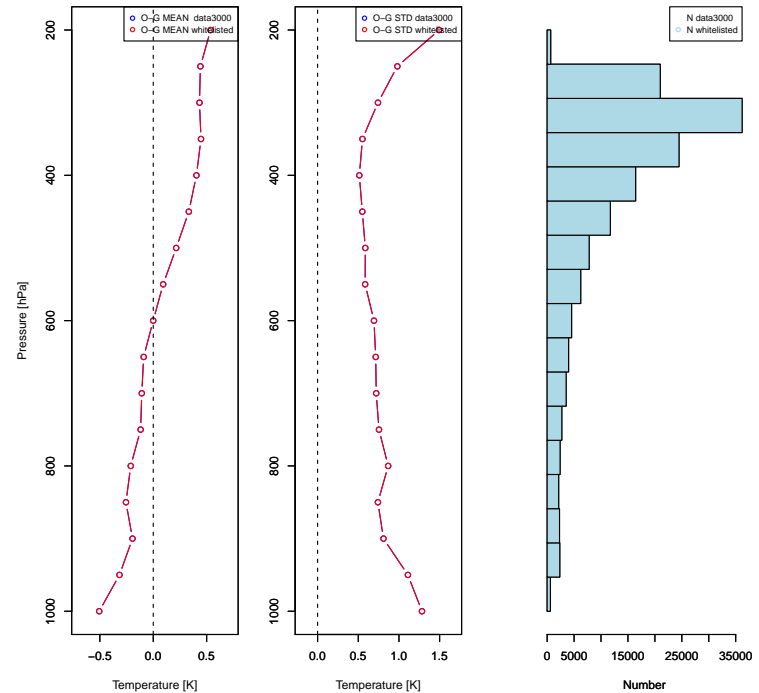 O−G MEAN data3000
O−G MEAN whitelisted
O−G STD data3000
O−G STD whitelisted
N data3000
N whitelisted
Pressure [hPa]
200
400
600
800
1000
200
400
600
800
1000
−0.5 0.0 0.5
0.0 0.5 1.0 1.5
0 5000 15000 25000 35000
Temperature [K]
Temperature [K]
Number